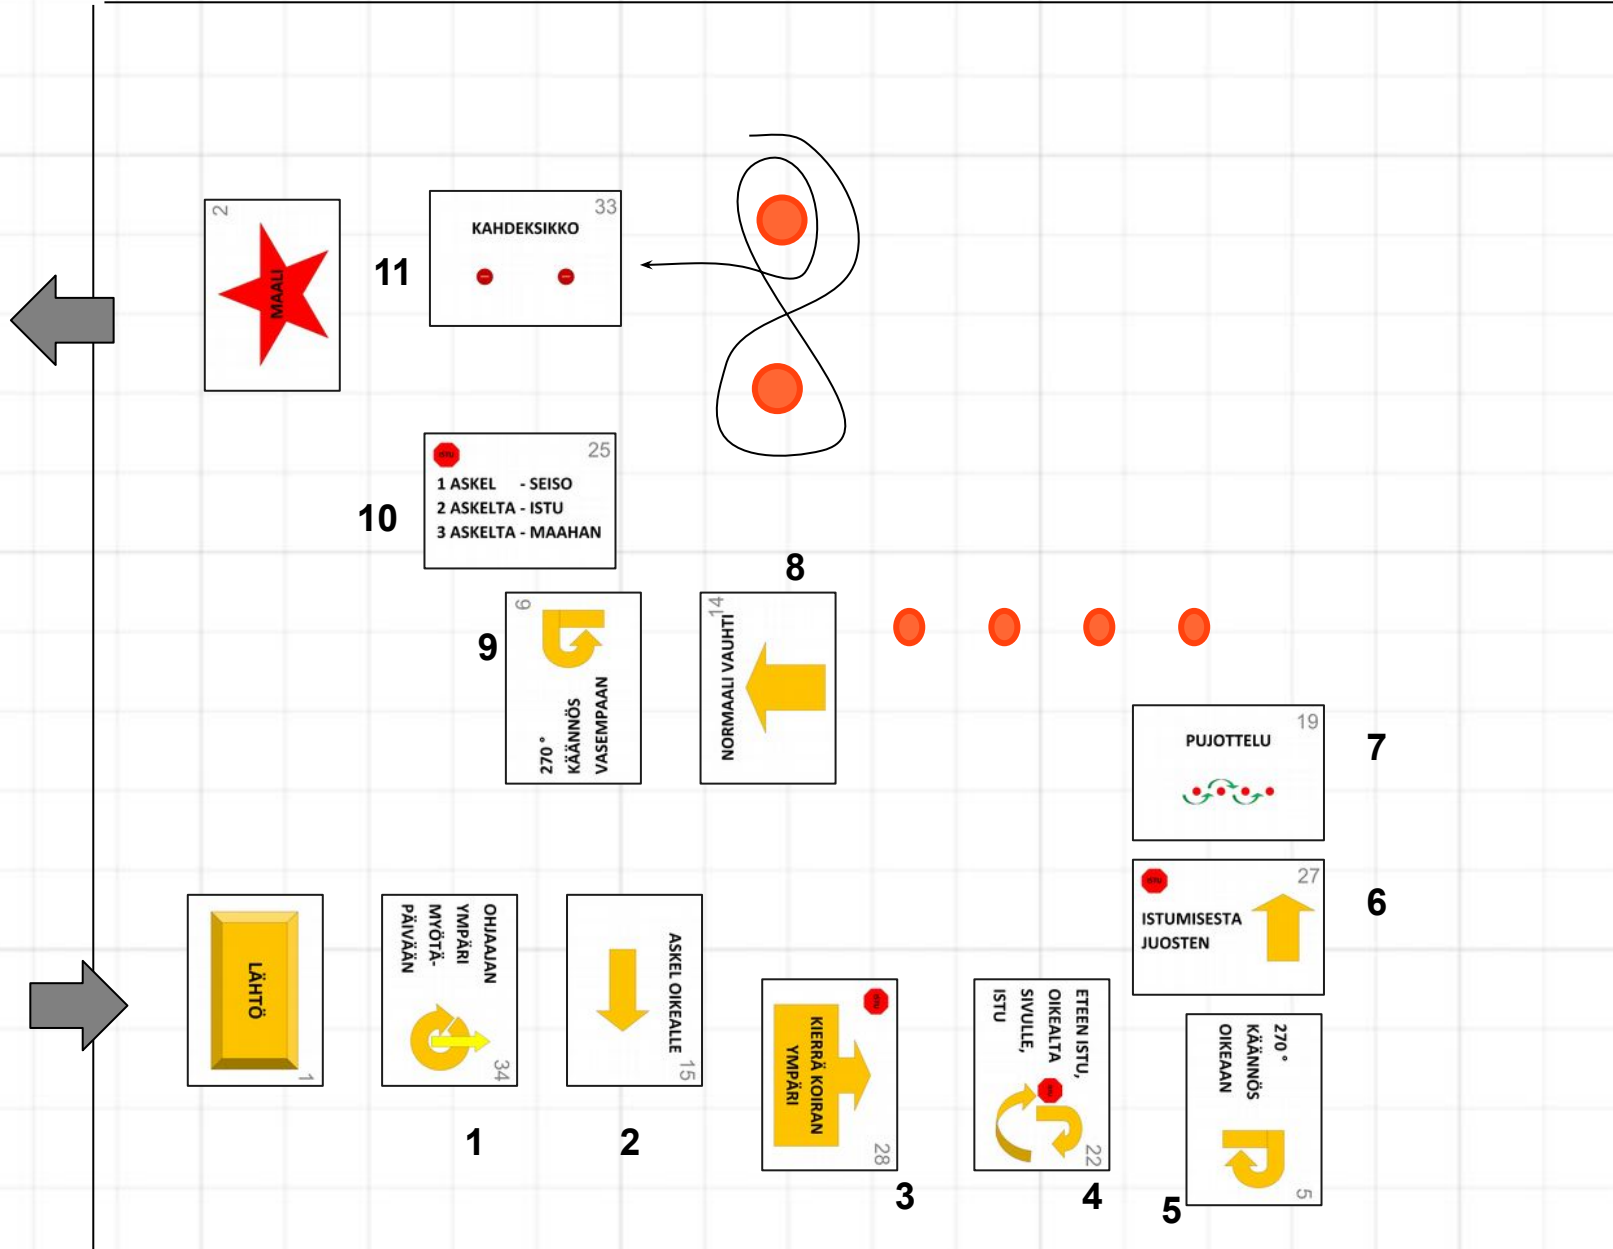 2
MAALI
11
33
KAHDEKSIKKO
25
ISTU
1 ASKEL - SEISO
2 ASKELTA - ISTU
3 ASKELTA - MAAHAN
10
8
9
6
270 °
KÄÄNNÖS
VASEMPAAN
14
NORMAALI VAUHTI
19
PUJOTTELU
7
27
ISTU
ISTUMISESTA
JUOSTEN
6
LÄHTÖ
1
OHJAAJAN
YMPÄRI
MYÖTÄ-
PÄIVÄÄN
34
1
ASKEL OIKEALLE
15
2
ISTU
KIERRÄ KOIRAN
YMPÄRI
28
3
ETEEN ISTU,
OIKEALTA
SIVULLE,
ISTU
22
4
270 °
KÄÄNNÖS
OIKEAAN
5
5